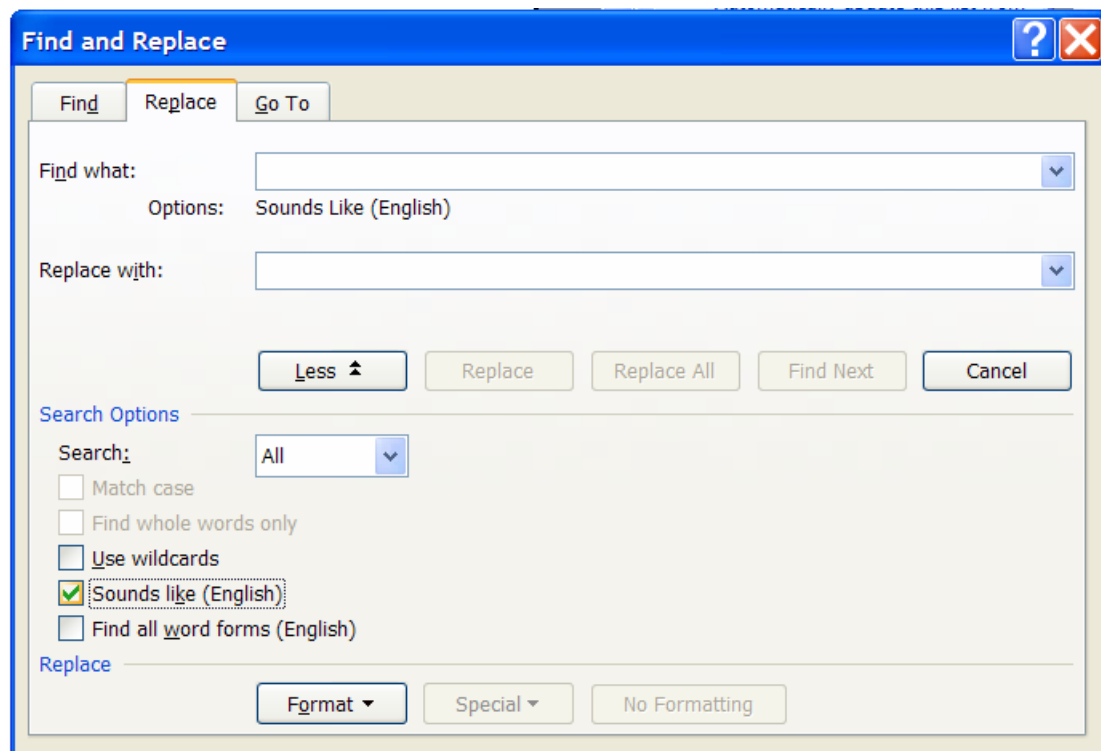 Find and Replace
Find Replace Go To
Find what:
Options: Sounds Like (English)
Replace with:
Less Replace Replace All Find Next Cancel
Search Options
Search: All
Match case
Find whole words only
Use wildcards
Sounds like (English)
Find all word forms (English)
Replace
Format Special No Formatting